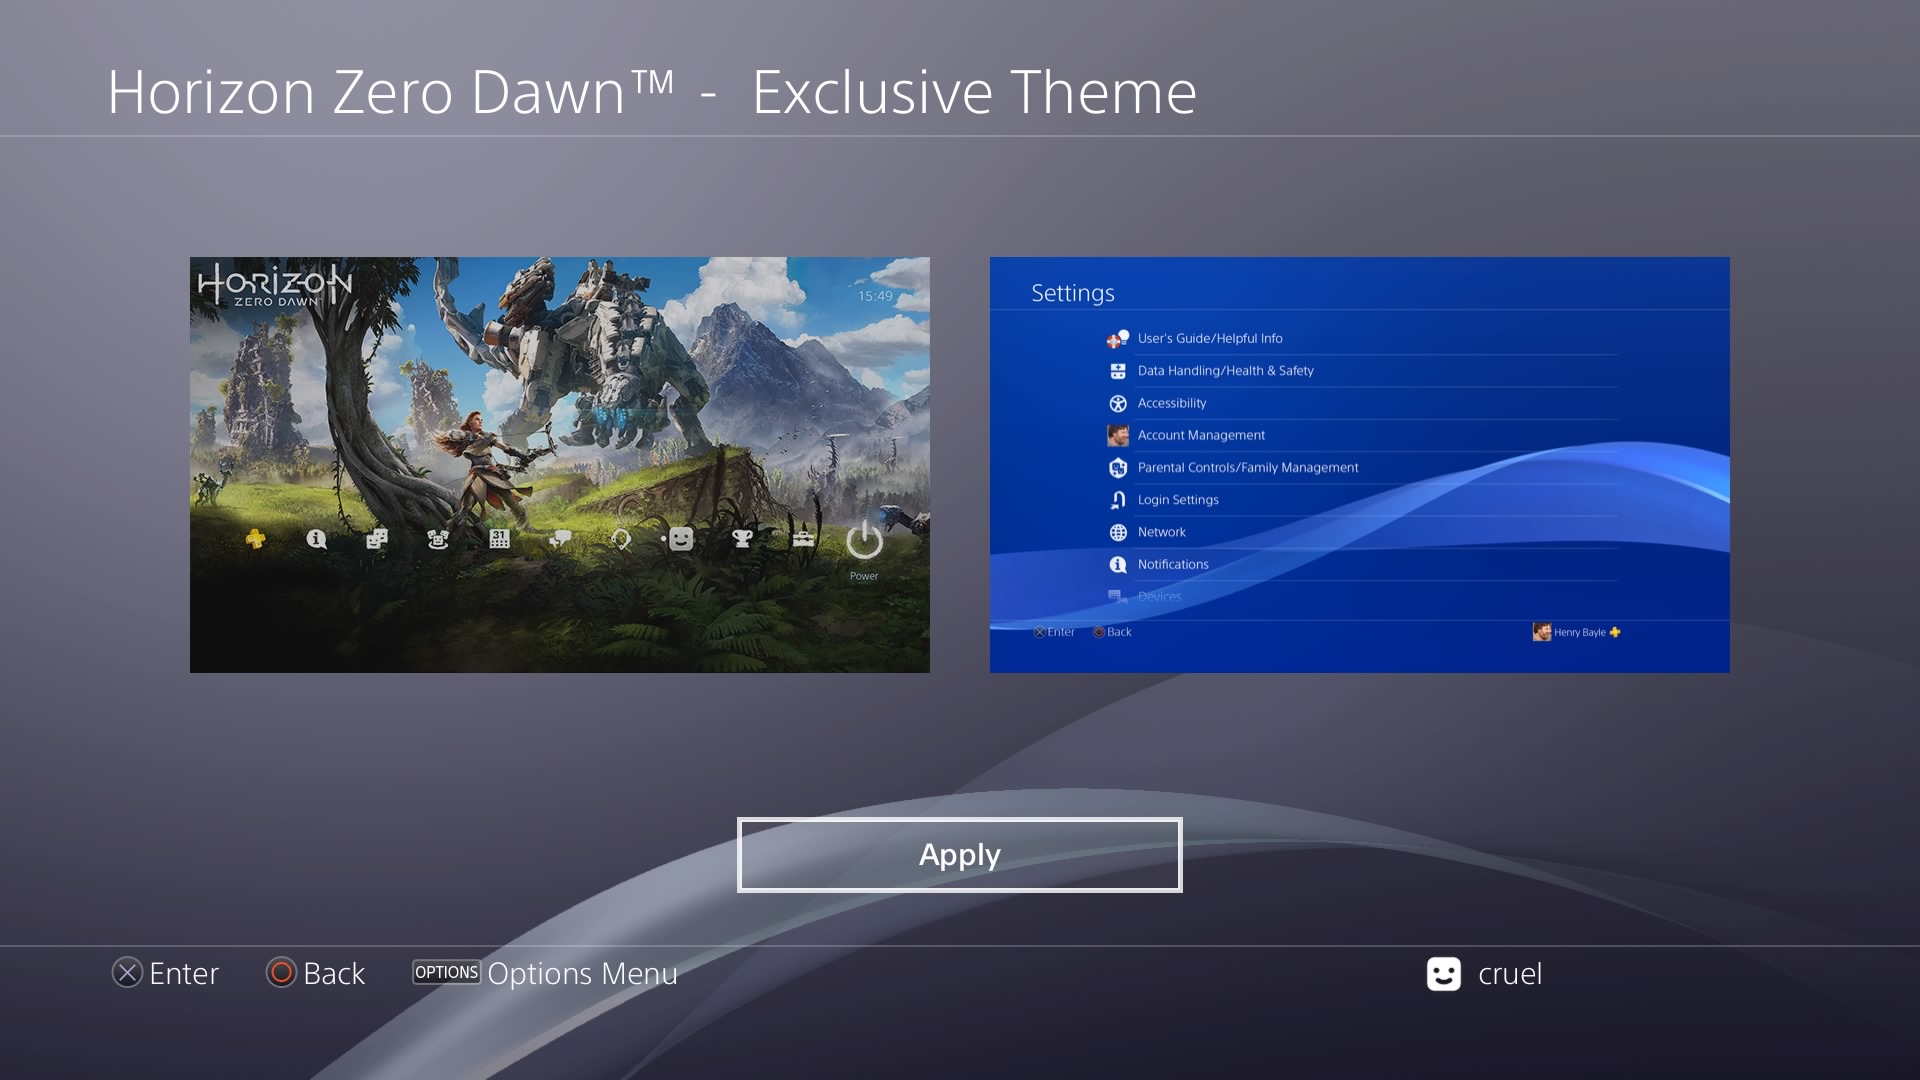 Horizon Zero Dawn™ - Exclusive Theme
HORIZON
ZERO DAWN
15:49
31
Power
Settings
User's Guide/Helpful Info
Data Handling/Health & Safety
Accessibility
Account Management
Parental Controls/Family Management
Login Settings
Network
Notifications
Devices
Enter Back Henry Bayle
Apply
Enter Back OPTIONS Options Menu cruel